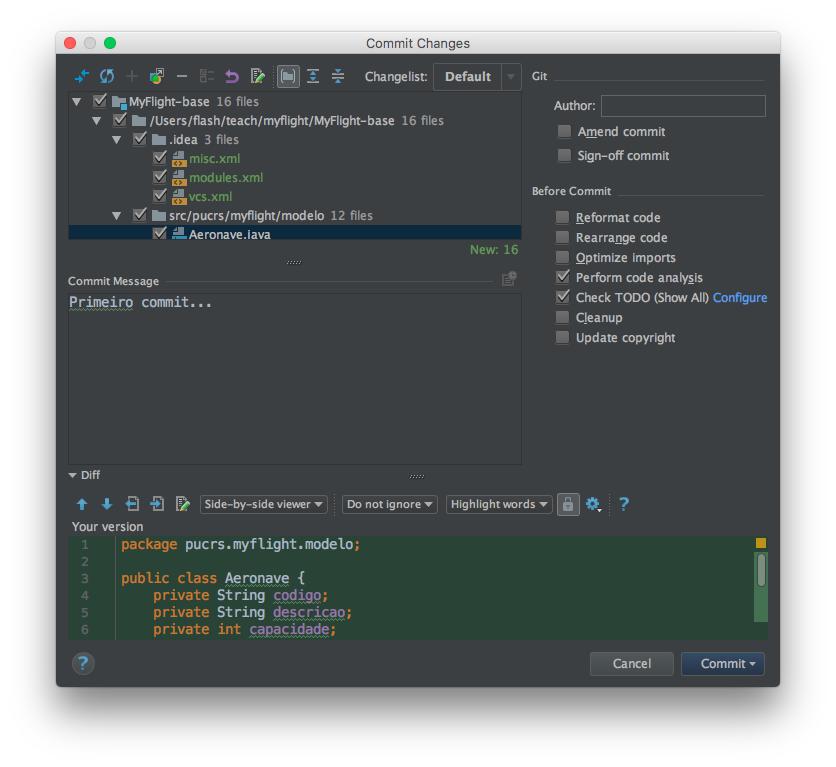 Commit Changes
Changelist: Default
Git
MyFlight-base 16 files
/Users/flash/teach/myflight/MyFlight-base 16 files
.idea 3 files
misc.xml
modules.xml
vcs.xml
src/pucrs/myflight/modelo 12 files
Aeronave.java
New: 16
Author:
Amend commit
Sign-off commit
Before Commit
Reformat code
Rearrange code
Optimize imports
Perform code analysis
Check TODO (Show All) Configure
Cleanup
Update copyright
Commit Message
Primeiro commit...
Diff
Side-by-side viewer Do not ignore Highlight words ?
Your version
1 package pucrs.myflight.modelo;
2
3 public class Aeronave {
4 private String codigo;
5 private String descricao;
6 private int capacidade;
? Cancel Commit